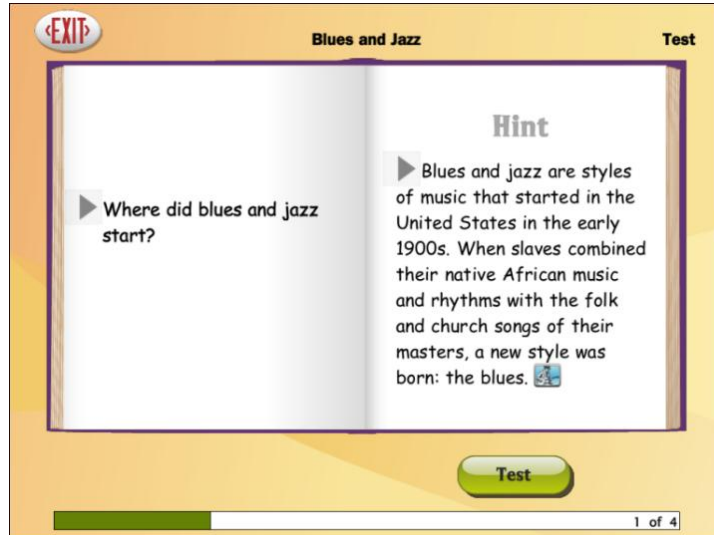 ‹EXIT›
Blues and Jazz
Test
Where did blues and jazz
start?
Hint
Blues and jazz are styles
of music that started in the
United States in the early
1900s. When slaves combined
their native African music
and rhythms with the folk
and church songs of their
masters, a new style was
born: the blues.
Test
1 of 4